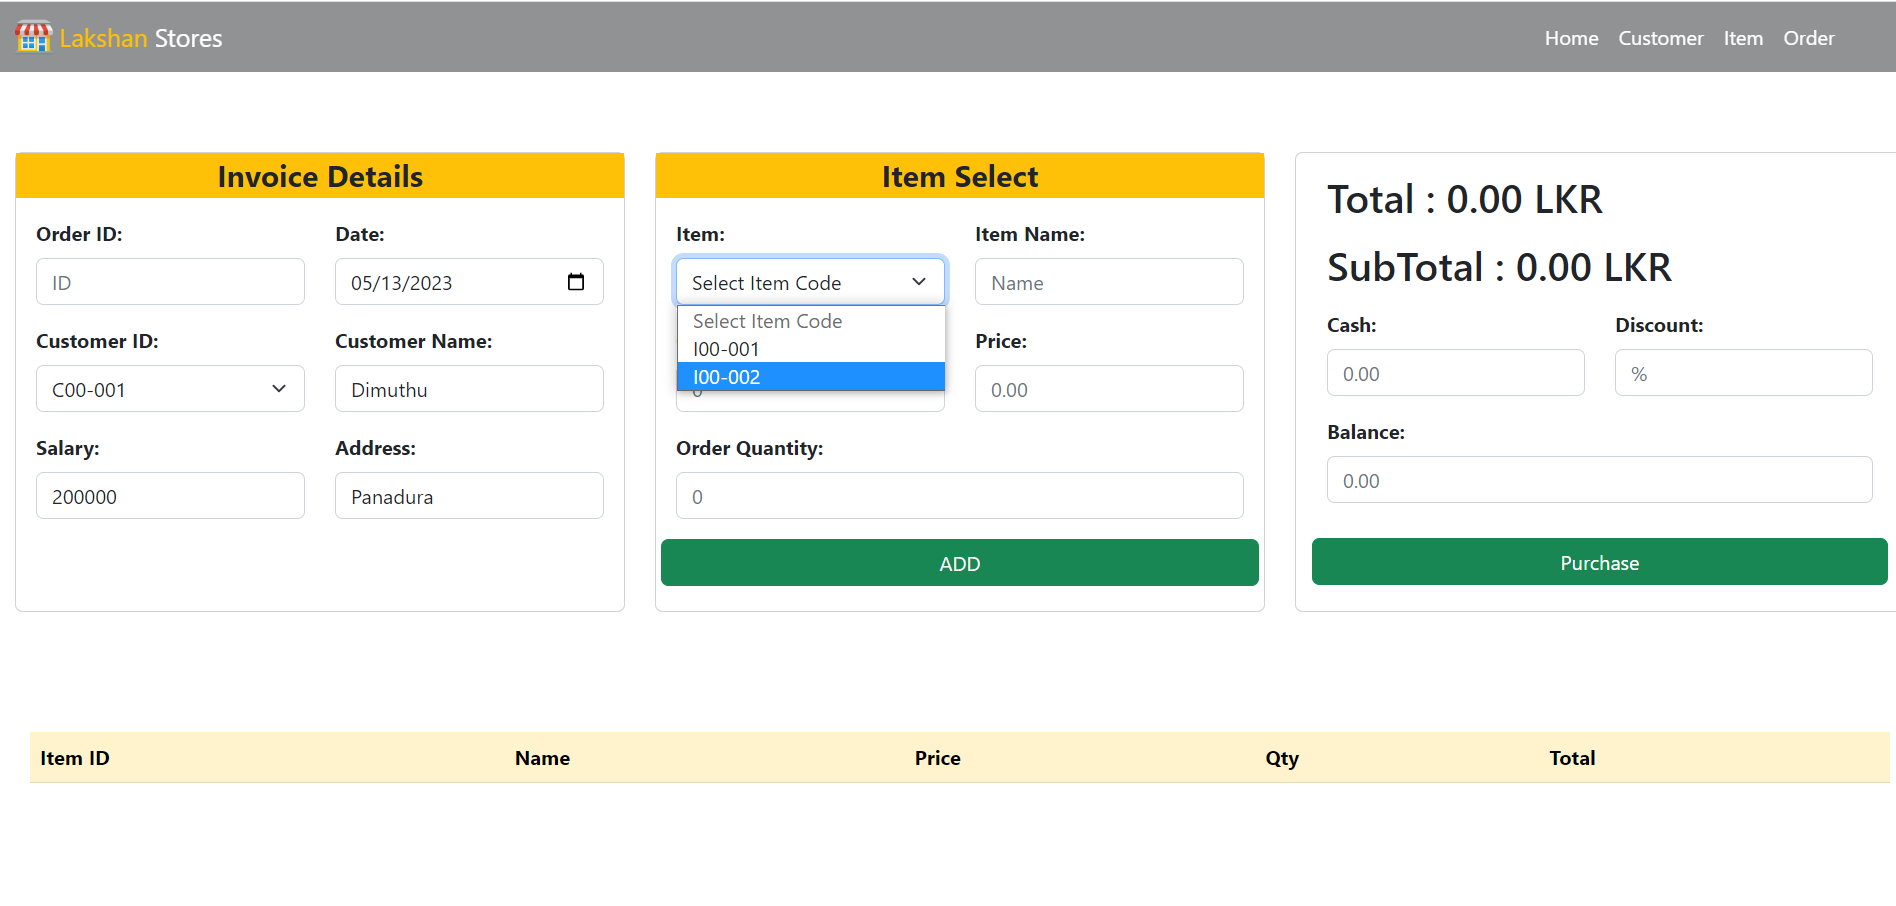 Lakshan Stores
Home Customer Item Order
Invoice Details
Order ID: Date:
ID 05/13/2023
Customer ID: Customer Name:
C00-001 Dimuthu
Salary: Address:
200000 Panadura
Item Select
Item: Item Name:
Select Item Code Name
Select Item Code
I00-001
I00-002
Price:
0 0.00
Order Quantity:
0
ADD
Total : 0.00 LKR
SubTotal : 0.00 LKR
Cash: Discount:
0.00 %
Balance:
0.00
Purchase
Item ID Name Price Qty Total